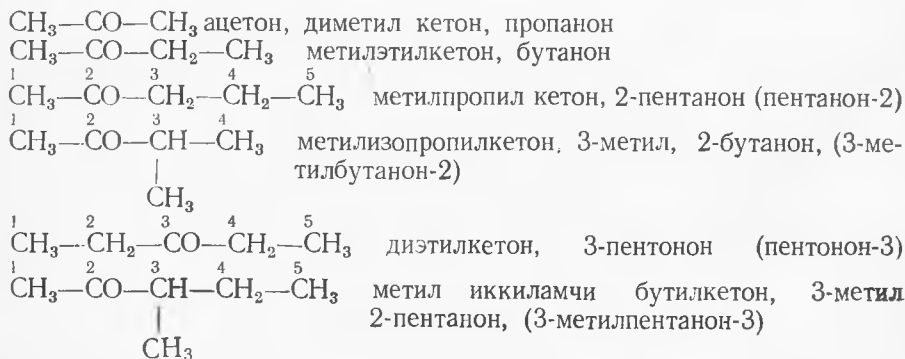 CH₃—CO—CH₃ ацетон, диметил кетон, пропанон
CH₃—CO—CH₂—CH₃ метилэтилкетон, бутанон
1 2 3 4 5
CH₃—CO—CH₂—CH₂—CH₃ метилпропил кетон, 2-пентанон (пентанон-2)
1 2 3 4
CH₃—CO—CH—CH₃ метилизопропилкетон, 3-метил, 2-бутанон, (3-ме-
| тилбутанон-2)
CH₃
1 2 3 4 5
CH₃—CH₂—CO—CH₂—CH₃ диэтилкетон, 3-пентонон (пентонон-3)
1 2 3 4 5
CH₃—CO—CH—CH₂—CH₃ метил иккиламчи бутилкетон, 3-метил
| 2-пентанон, (3-метилпентанон-3)
CH₃